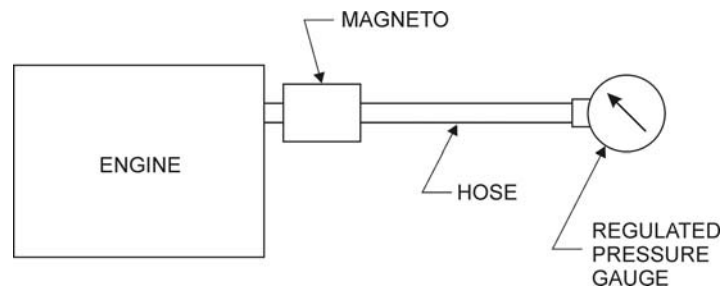 MAGNETO
ENGINE
HOSE
REGULATED
PRESSURE
GAUGE